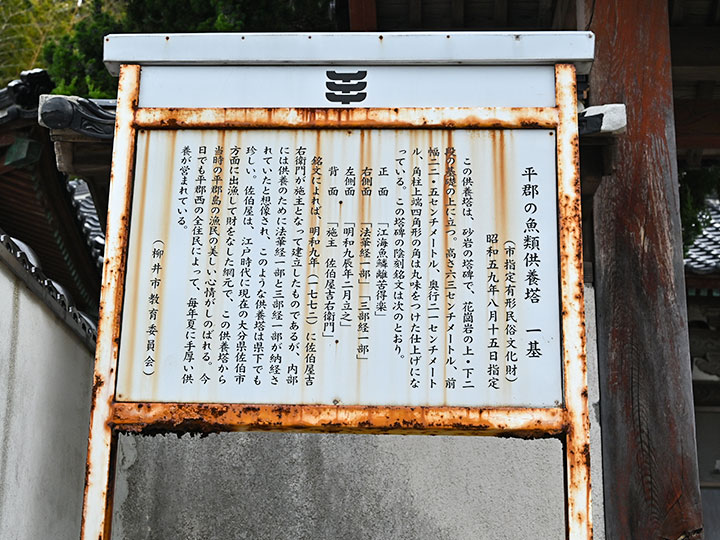 平郡の魚類供養塔　一基
（市指定有形民俗文化財）
昭和五九年八月十五日指定
この供養塔は、砂岩の塔碑で、花崗岩の上・下二
段の基礎の上に立つ。高さ六三センチメートル、前
幅二二・五センチメートル、奥行二一センチメート
ル、角柱上端四角形の角は丸味をつけた仕上げにな
っている。この塔碑の陰刻銘文は次のとおり。
正　面　「江海魚鱗離苦得楽」
右側面　「法華経一部」「三部経一部」
左側面　「明和九辰年二月立之」
背　面　「施主　佐伯屋吉右衛門」
銘文によれば、明和九年（一七七二）に佐伯屋吉
右衛門が施主となって建立したものであるが、内部
には供養のために法華経一部と三部経一部が納経さ
れていたと想像され、このような供養塔は県下でも
珍しい。佐伯屋は、江戸時代に現在の大分県佐伯市
方面に出漁して財をなした網元で、この供養塔から
当時の平郡島の漁民の美しい心情がしのばれる。今
日でも平郡西の全住民によって、毎年夏に手厚い供
養が営まれている。
（柳井市教育委員会）